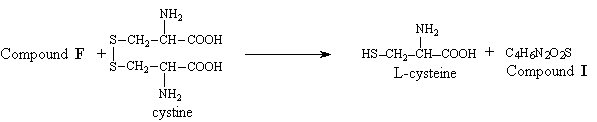 NH₂
S–CH₂–CH–COOH
Compound F +
S–CH₂–CH–COOH
NH₂
cystine
NH₂
HS–CH₂–CH–COOH + C₄H₆N₂O₂S
L-cysteine Compound I